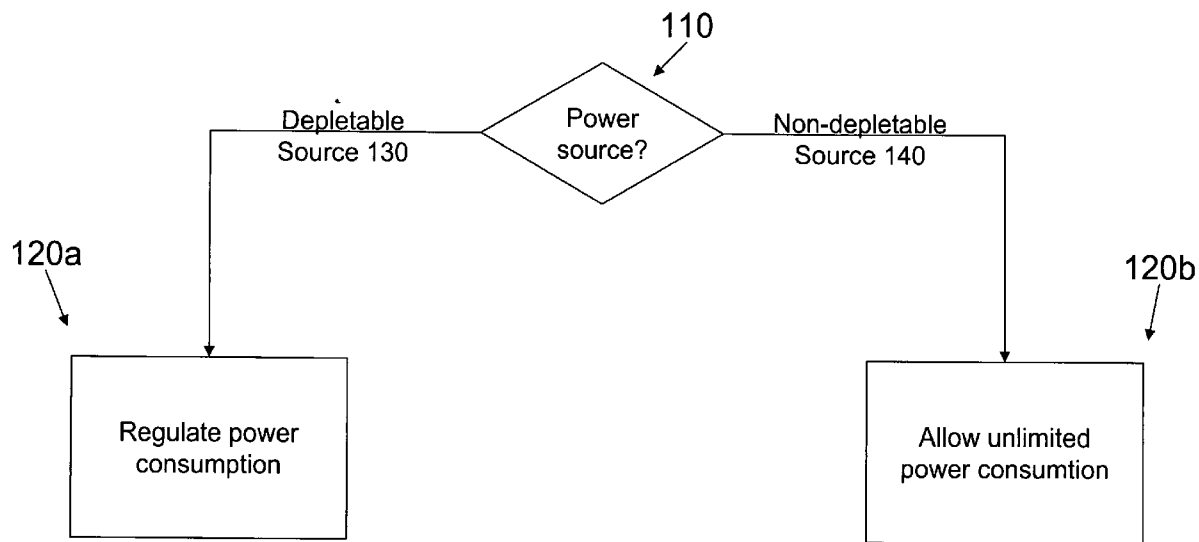 110
Power
source?
Depletable
Source 130
Non-depletable
Source 140
120a
120b
Regulate power
consumption
Allow unlimited
power consumtion